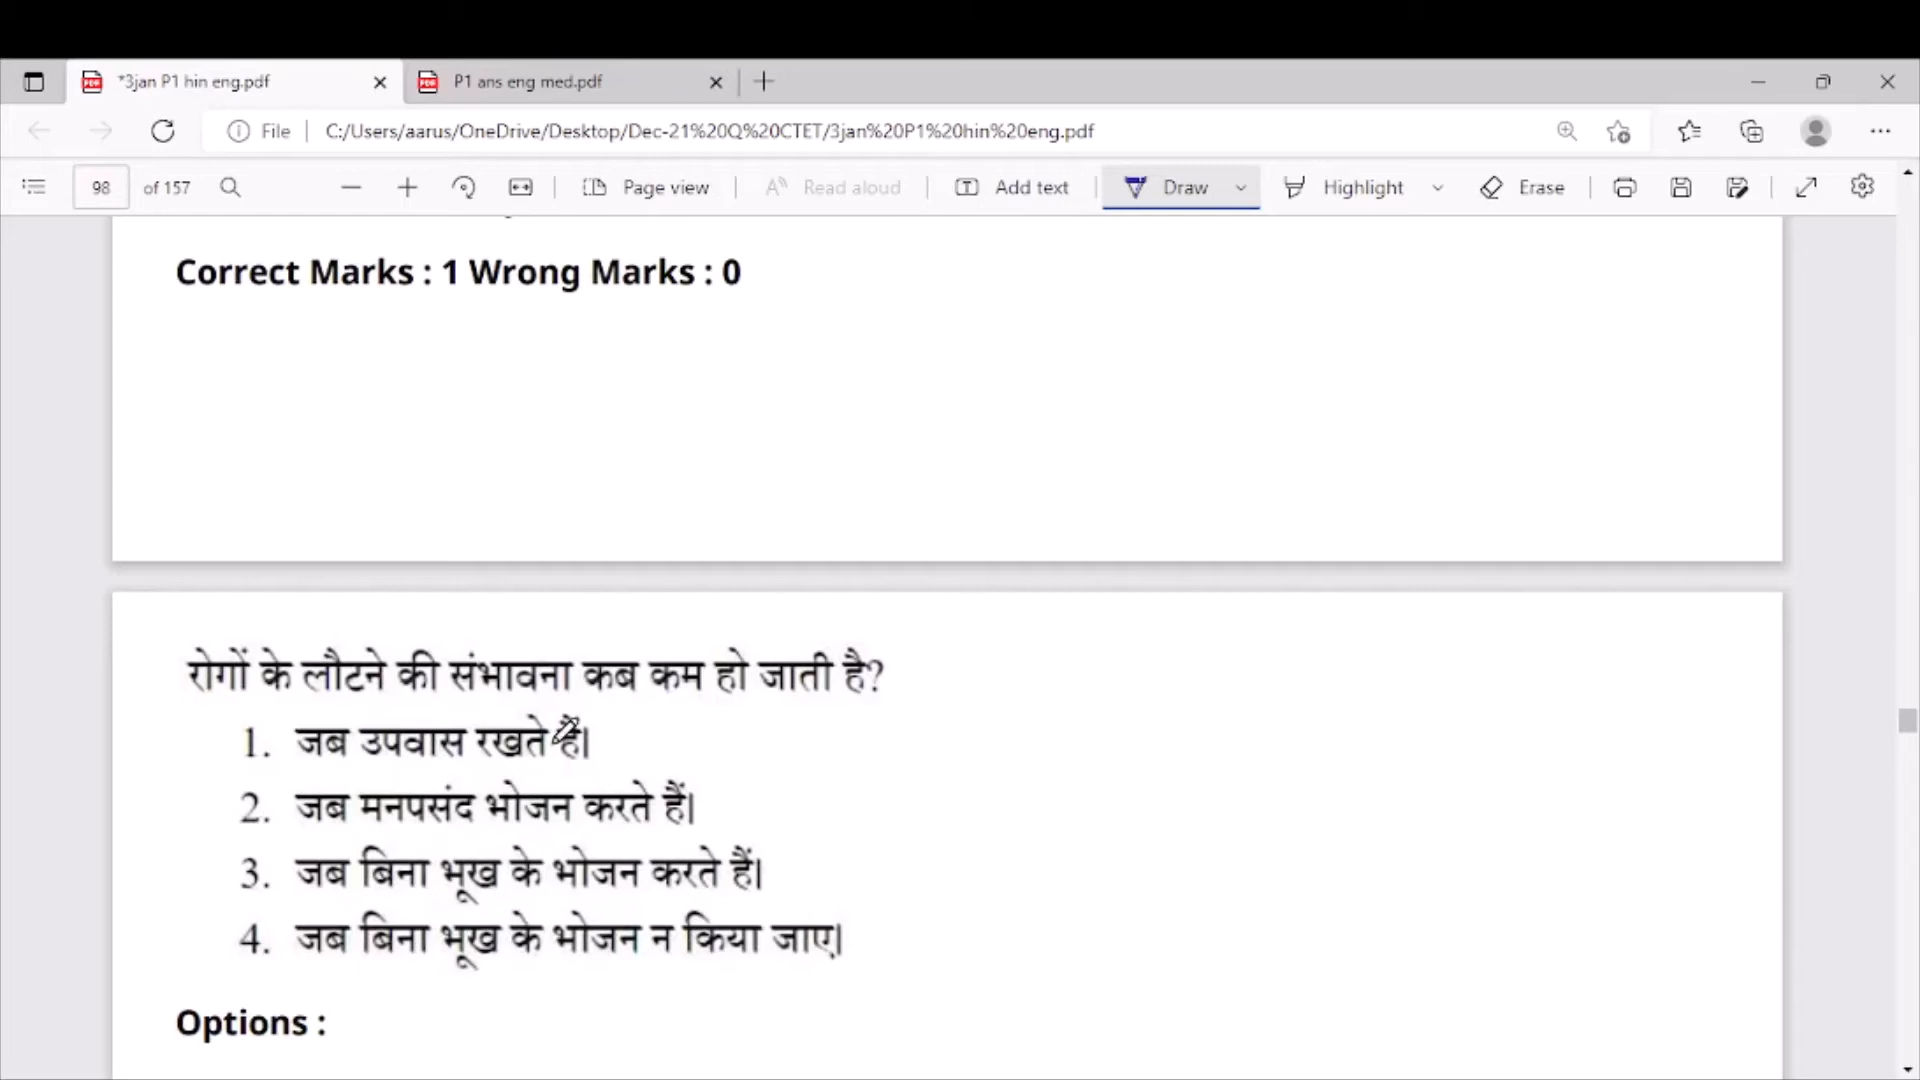 *3jan P1 hin eng.pdf
P1 ans eng med.pdf
File
C:/Users/aarus/OneDrive/Desktop/Dec-21%20Q%20CTET/3jan%20P1%20hin%20eng.pdf
98 of 157
Page view
Read aloud
Add text
Draw
Highlight
Erase
Correct Marks : 1 Wrong Marks : 0
रोगों के लौटने की संभावना कब कम हो जाती है?
1. जब उपवास रखते हैं।
2. जब मनपसंद भोजन करते हैं।
3. जब बिना भूख के भोजन करते हैं।
4. जब बिना भूख के भोजन न किया जाए।
Options :